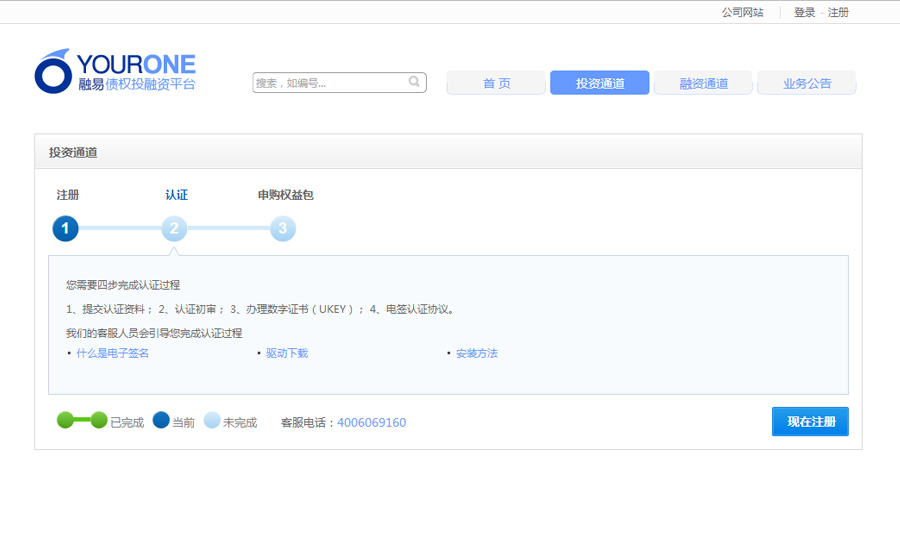 公司网站 登录 - 注册
YOURONE
融易债权投融资平台
搜索，如编号... 首 页 投资通道 融资通道 业务公告
投资通道
注册 认证 申购权益包
1 2 3
您需要四步完成认证过程
1、提交认证资料； 2、认证初审； 3、办理数字证书（UKEY）； 4、电签认证协议。
我们的客服人员会引导您完成认证过程
• 什么是电子签名 • 驱动下载 • 安装方法
已完成 当前 未完成 客服电话：4006069160 现在注册